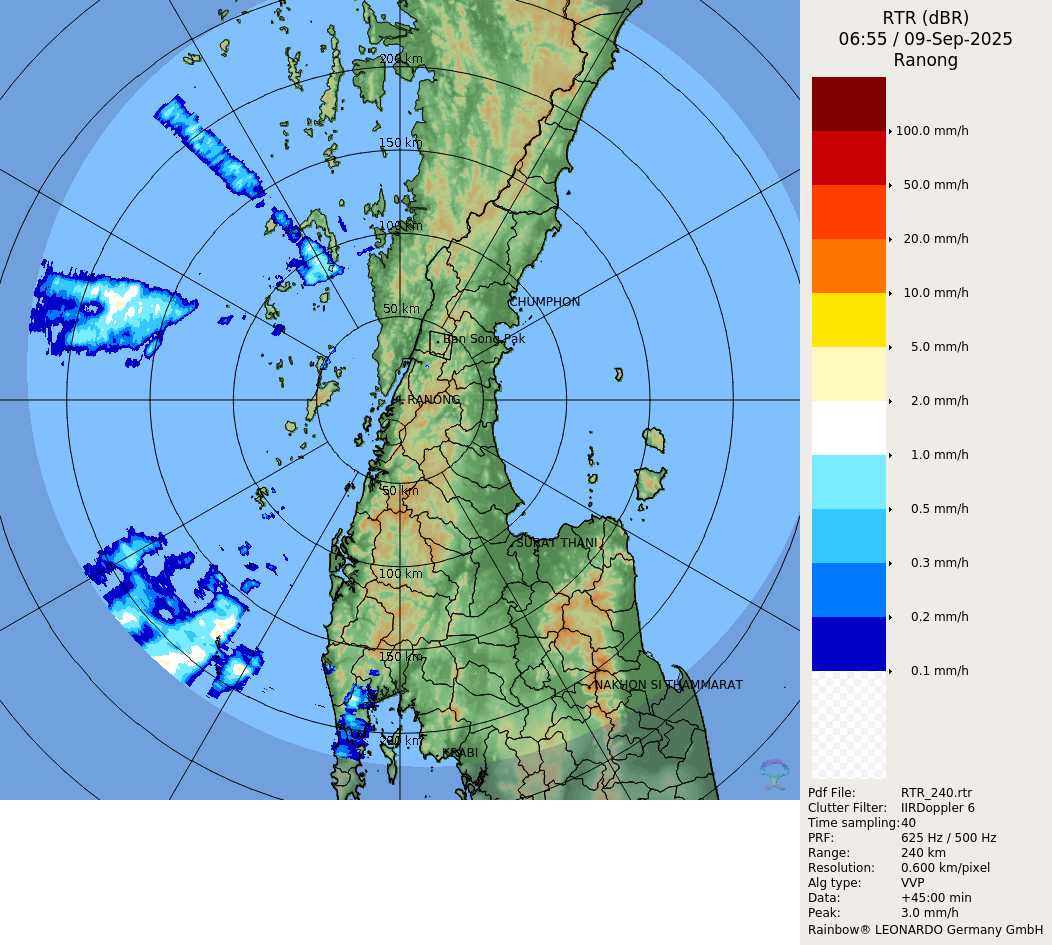 RTR (dBR)
06:55 / 09-Sep-2025
Ranong
100.0 mm/h
50.0 mm/h
20.0 mm/h
10.0 mm/h
5.0 mm/h
2.0 mm/h
1.0 mm/h
0.5 mm/h
0.3 mm/h
0.2 mm/h
0.1 mm/h
200 km
150 km
100 km
50 km
CHUMPHON
Ban Song Pak
RANONG
50 km
SURAT THANI
100 km
150 km
NAKHON SI THAMMARAT
200 km
KRABI
Pdf File: RTR_240.rtr
Clutter Filter: IIRDoppler 6
Time sampling: 40
PRF: 625 Hz / 500 Hz
Range: 240 km
Resolution: 0.600 km/pixel
Alg type: VVP
Data: +45:00 min
Peak: 3.0 mm/h
Rainbow® LEONARDO Germany GmbH